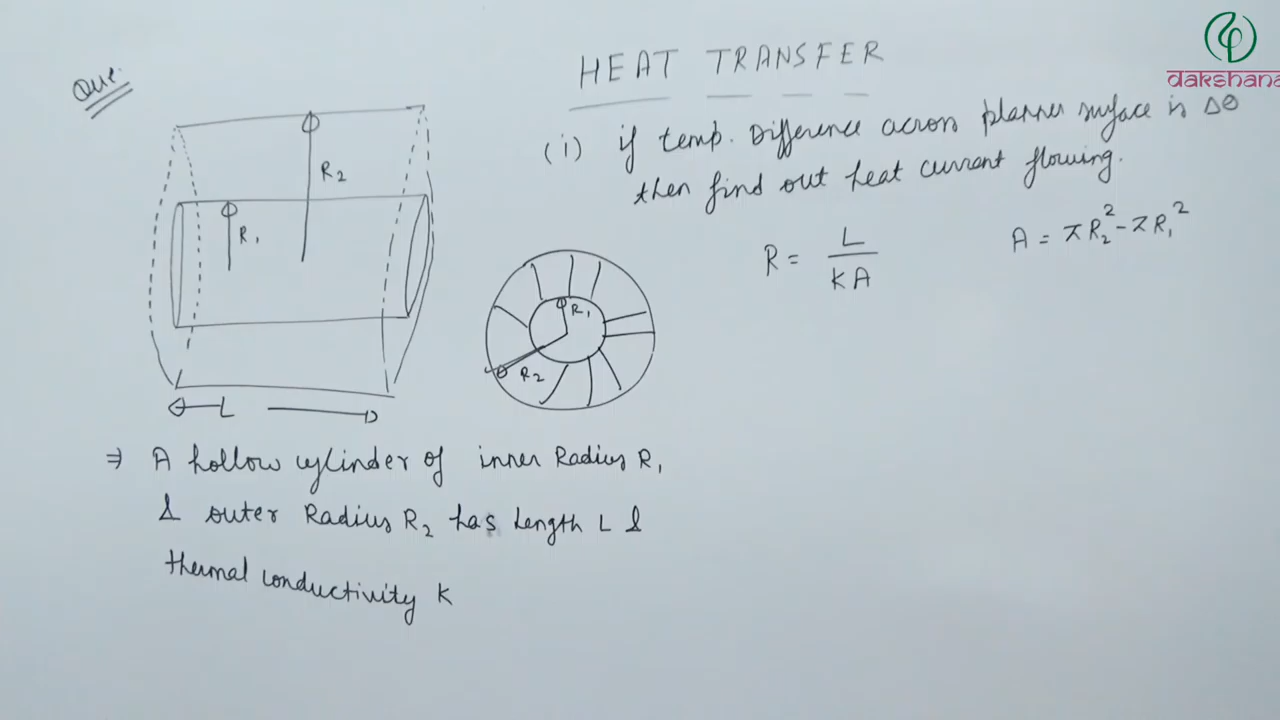 Que.
HEAT TRANSFER
(i) if temp. Difference across planner surface is Δθ
then find out heat current flowing.
R = L / KA
A = πR₂² - πR₁²
R₂
R₁
R₁
R₂
L
⇒ A hollow cylinder of inner Radius R₁
& outer Radius R₂ has length L &
thermal conductivity K
dakshana